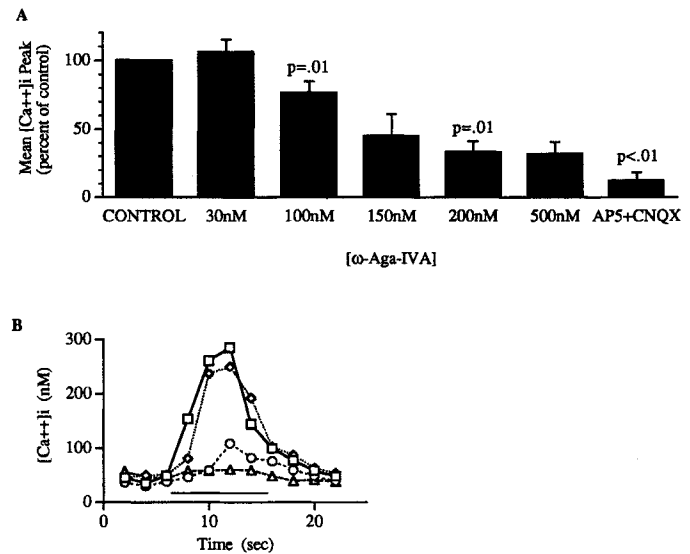 A
Mean [Ca++]i Peak
(percent of control)
100
50
0
p=.01
p=.01
p<.01
CONTROL 30nM 100nM 150nM 200nM 500nM AP5+CNQX
[ω-Aga-IVA]
B
[Ca++]i (nM)
300
200
100
0
0 10 20
Time (sec)